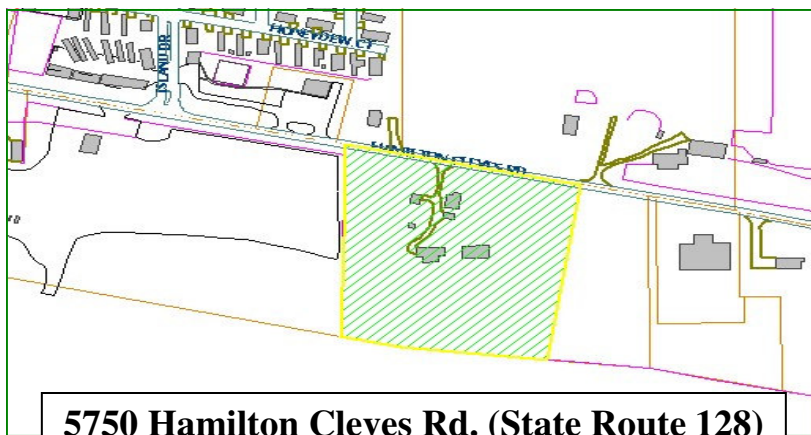 HONEYDEW CT
ISLAND DR
HAMILTON CLEVES RD
5750 Hamilton Cleves Rd. (State Route 128)